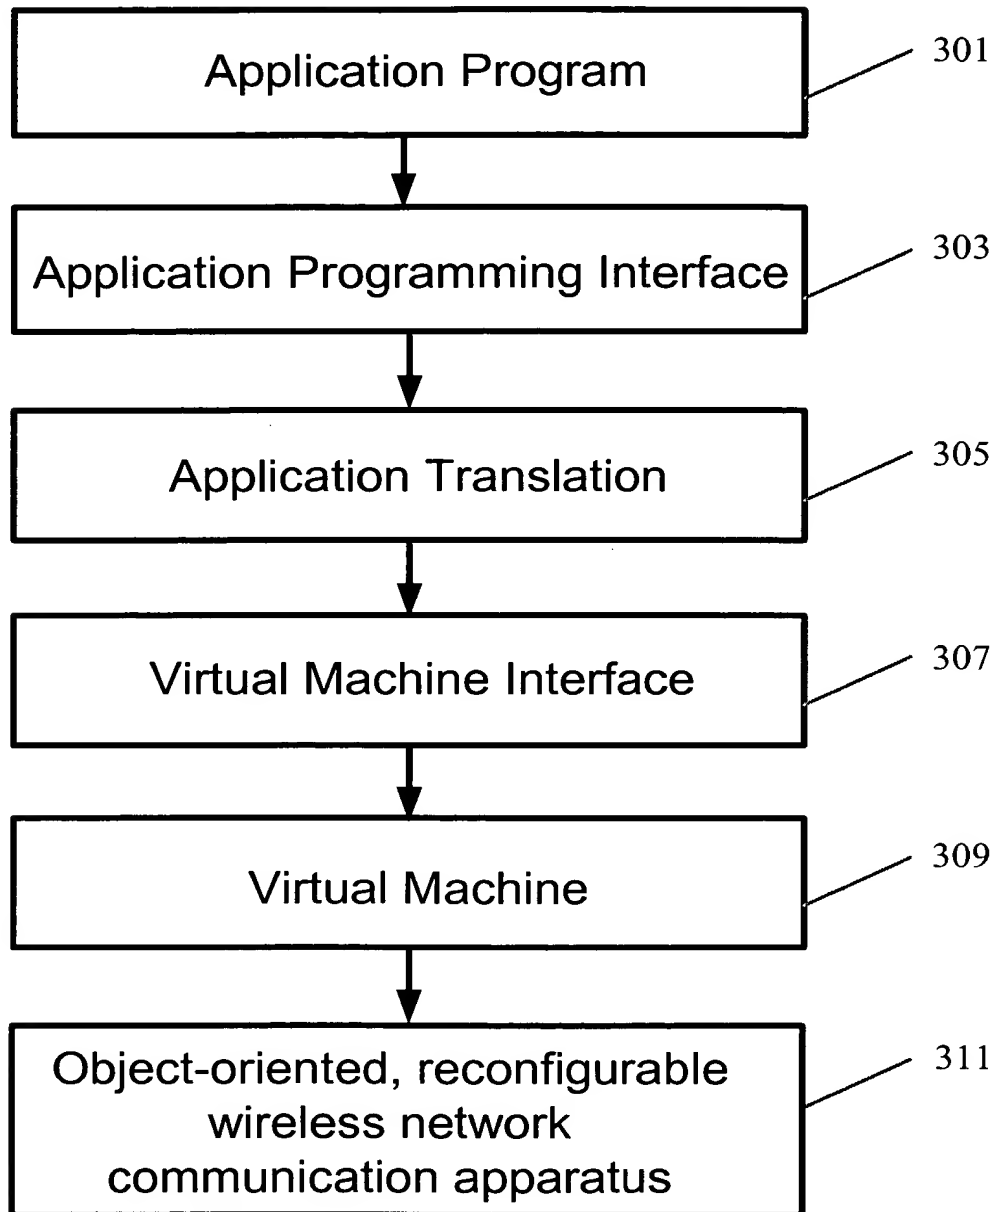 Application Program
301
Application Programming Interface
303
Application Translation
305
Virtual Machine Interface
307
Virtual Machine
309
Object-oriented, reconfigurable
wireless network
communication apparatus
311